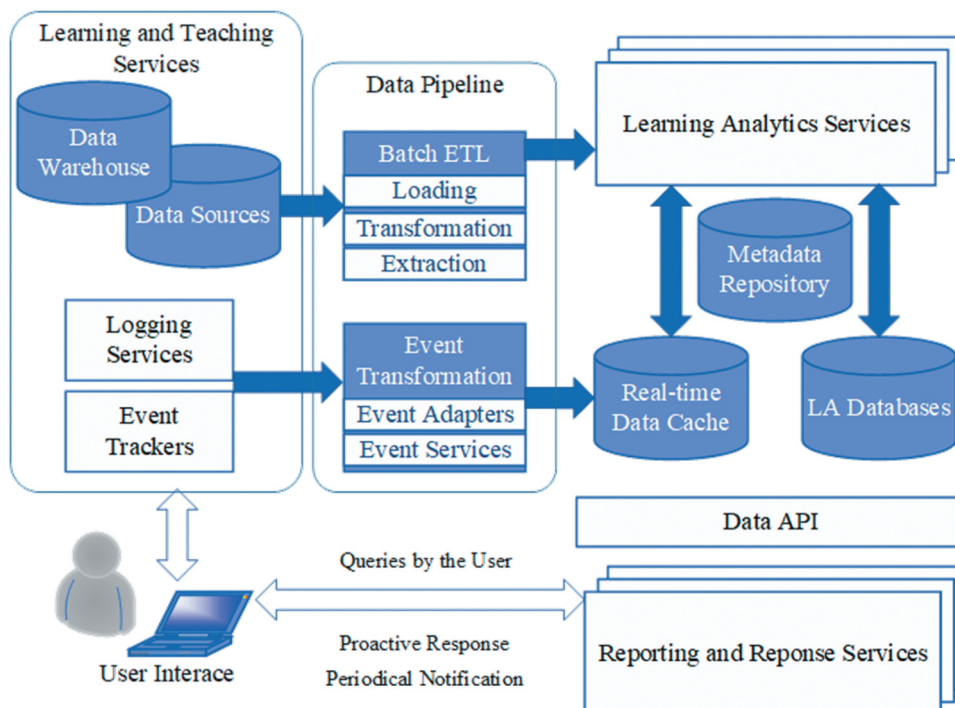 Learning and Teaching
Services
Data
Warehouse
Data Sources
Logging
Services
Event
Trackers
Data Pipeline
Batch ETL
Loading
Transformation
Extraction
Event
Transformation
Event Adapters
Event Services
Learning Analytics Services
Metadata
Repository
Real-time
Data Cache
LA Databases
Data API
Reporting and Reponse Services
Queries by the User
Proactive Response
Periodical Notification
User Interace